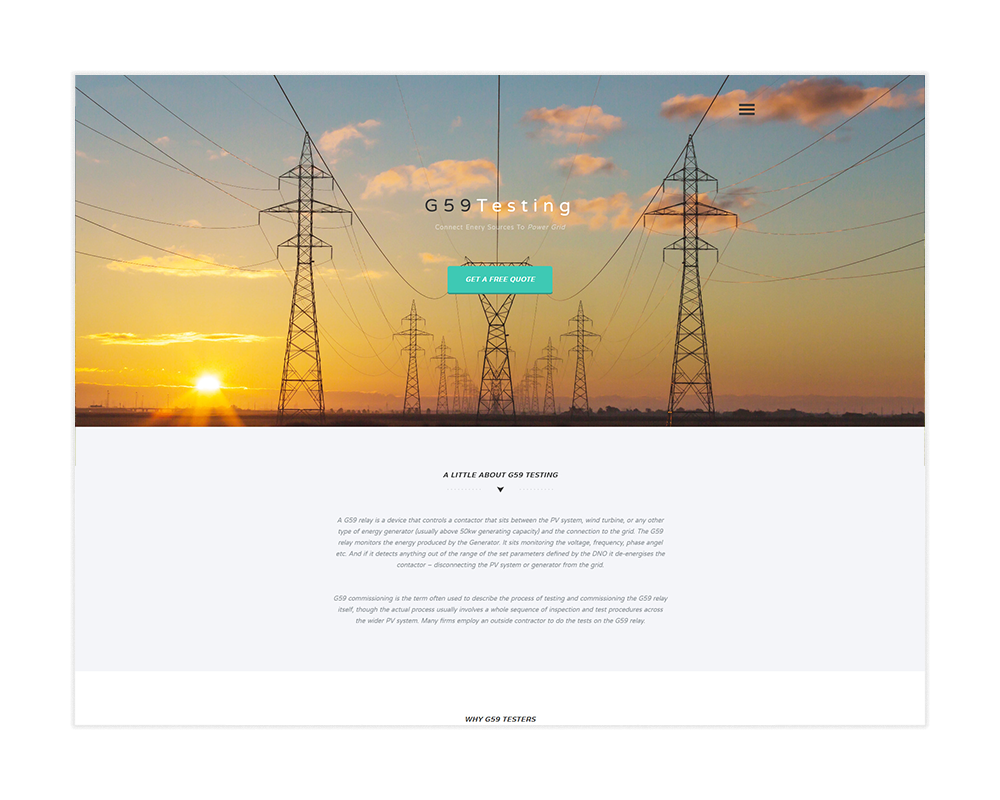 G59Testing
Connect Enery Sources To Power Grid
GET A FREE QUOTE
A LITTLE ABOUT G59 TESTING
A G59 relay is a device that controls a contactor that sits between the PV system, wind turbine, or any other
type of energy generator (usually above 50kw generating capacity) and the connection to the grid. The G59
relay monitors the energy produced by the Generator. It sits monitoring the voltage, frequency, phase angel
etc. And if it detects anything out of the range of the set parameters defined by the DNO it de-energises the
contactor – disconnecting the PV system or generator from the grid.
G59 commissioning is the term often used to describe the process of testing and commissioning the G59 relay
itself, though the actual process usually involves a whole sequence of inspection and test procedures across
the wider PV system. Many firms employ an outside contractor to do the tests on the G59 relay.
WHY G59 TESTERS